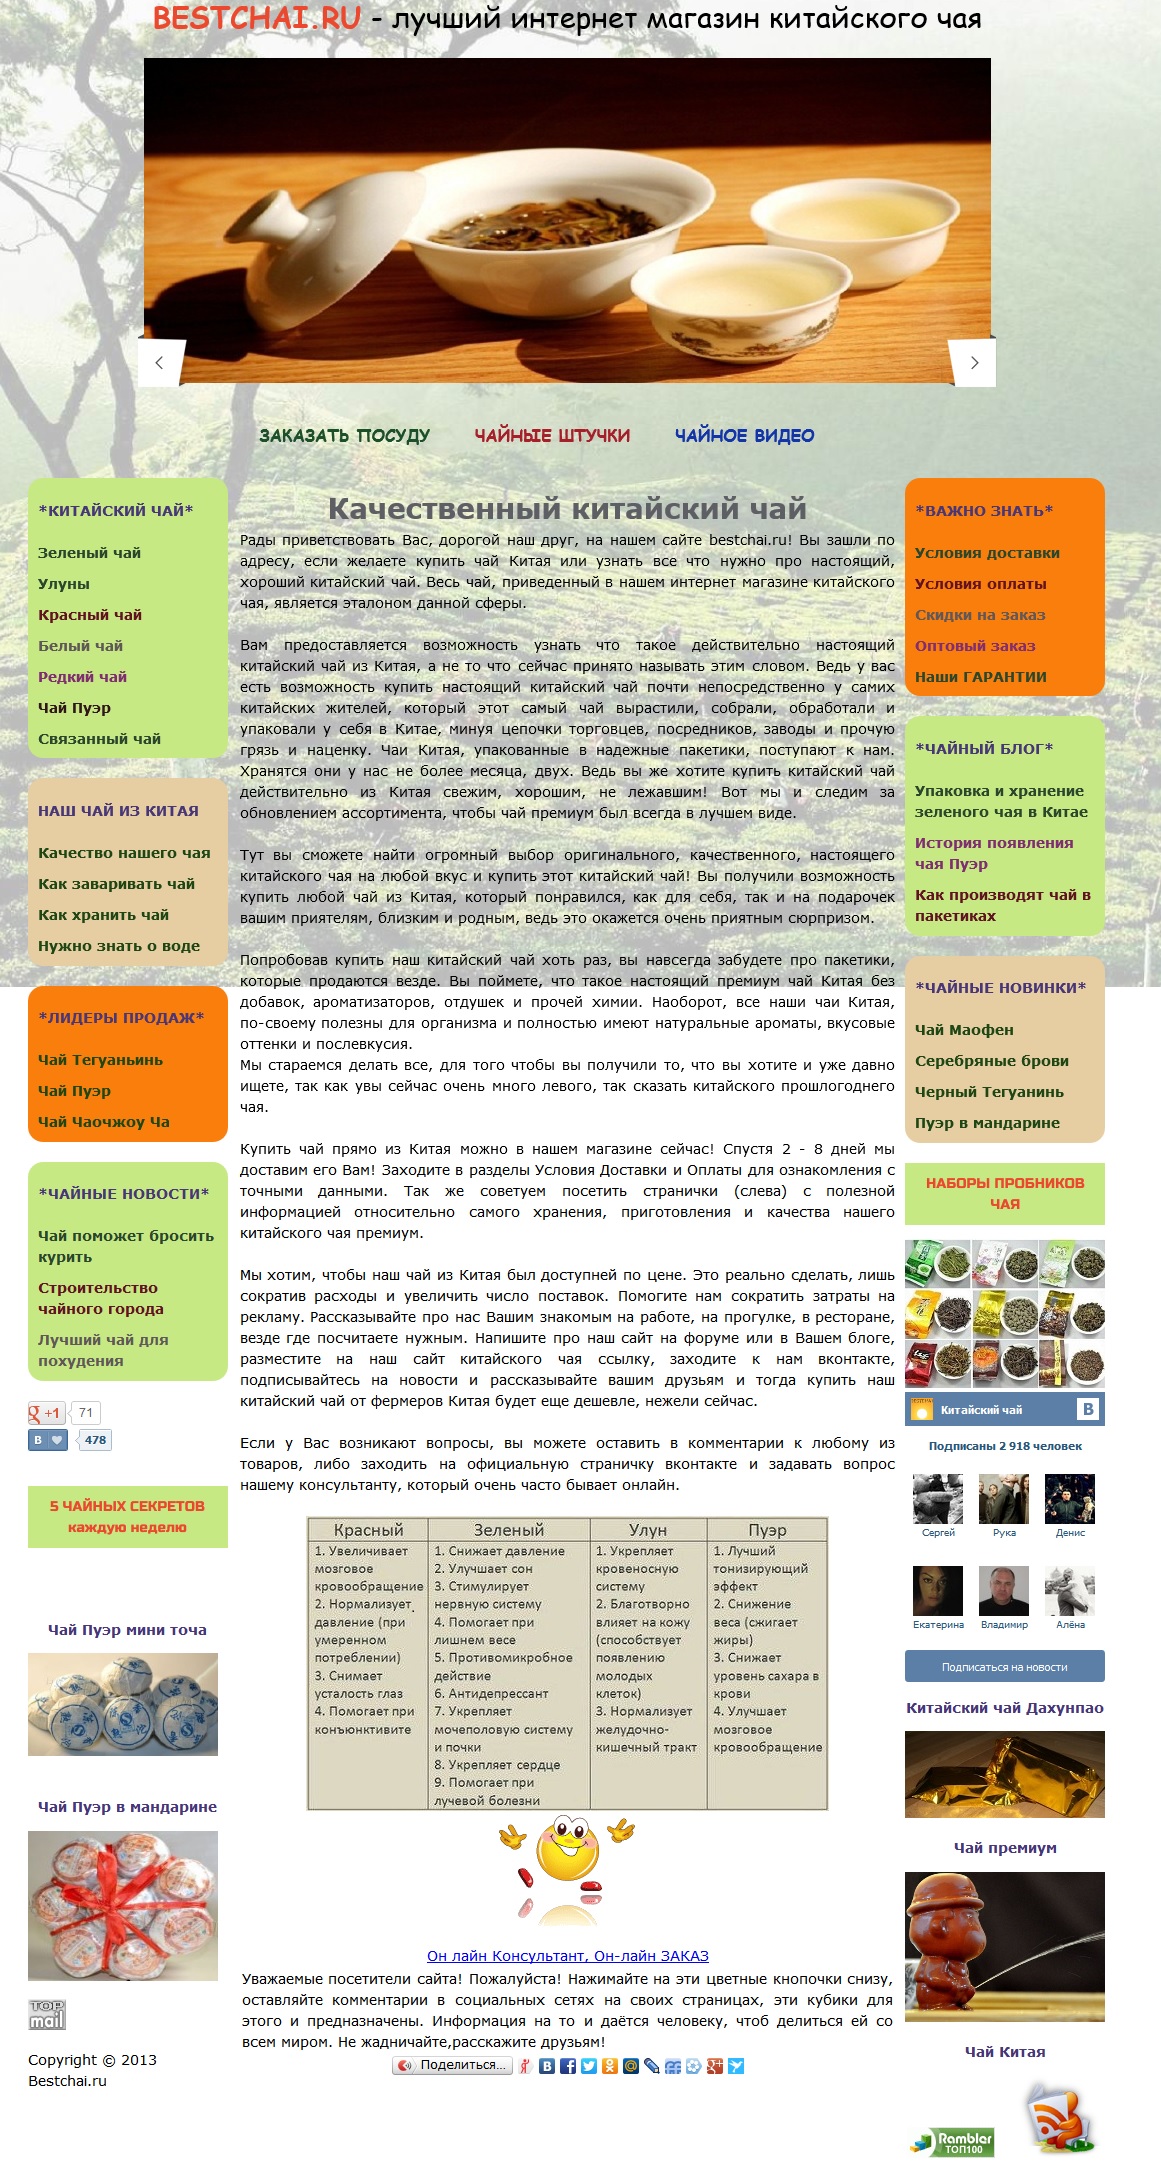 BESTCHAI.RU - лучший интернет магазин китайского чая
ЗАКАЗАТЬ ПОСУДУ ЧАЙНЫЕ ШТУЧКИ ЧАЙНОЕ ВИДЕО
*КИТАЙСКИЙ ЧАЙ*
Зеленый чай
Улуны
Красный чай
Белый чай
Редкий чай
Чай Пуэр
Связанный чай
НАШ ЧАЙ ИЗ КИТАЯ
Качество нашего чая
Как заваривать чай
Как хранить чай
Нужно знать о воде
*ЛИДЕРЫ ПРОДАЖ*
Чай Тегуаньинь
Чай Пуэр
Чай Чаочжоу Ча
*ЧАЙНЫЕ НОВОСТИ*
Чай поможет бросить
курить
Строительство
чайного города
Лучший чай для
похудения
+1 71
В 478
5 ЧАЙНЫХ СЕКРЕТОВ
каждую неделю
Чай Пуэр мини точа
Чай Пуэр в мандарине
TOP
mail
Copyright © 2013
Bestchai.ru
Качественный китайский чай
Рады приветствовать Вас, дорогой наш друг, на нашем сайте bestchai.ru! Вы зашли по
адресу, если желаете купить чай Китая или узнать все что нужно про настоящий,
хороший китайский чай. Весь чай, приведенный в нашем интернет магазине китайского
чая, является эталоном данной сферы.
Вам предоставляется возможность узнать что такое действительно настоящий
китайский чай из Китая, а не то что сейчас принято называть этим словом. Ведь у вас
есть возможность купить настоящий китайский чай почти непосредственно у самих
китайских жителей, который этот самый чай вырастили, собрали, обработали и
упаковали у себя в Китае, минуя цепочки торговцев, посредников, заводы и прочую
грязь и наценку. Чаи Китая, упакованные в надежные пакетики, поступают к нам.
Хранятся они у нас не более месяца, двух. Ведь вы же хотите купить китайский чай
действительно из Китая свежим, хорошим, не лежавшим! Вот мы и следим за
обновлением ассортимента, чтобы чай премиум был всегда в лучшем виде.
Тут вы сможете найти огромный выбор оригинального, качественного, настоящего
китайского чая на любой вкус и купить этот китайский чай! Вы получили возможность
купить любой чай из Китая, который понравился, как для себя, так и на подарочек
вашим приятелям, близким и родным, ведь это окажется очень приятным сюрпризом.
Попробовав купить наш китайский чай хоть раз, вы навсегда забудете про пакетики,
которые продаются везде. Вы поймете, что такое настоящий премиум чай Китая без
добавок, ароматизаторов, отдушек и прочей химии. Наоборот, все наши чаи Китая,
по-своему полезны для организма и полностью имеют натуральные ароматы, вкусовые
оттенки и послевкусия.
Мы стараемся делать все, для того чтобы вы получили то, что вы хотите и уже давно
ищете, так как увы сейчас очень много левого, так сказать китайского прошлогоднего
чая.
Купить чай прямо из Китая можно в нашем магазине сейчас! Спустя 2 - 8 дней мы
доставим его Вам! Заходите в разделы Условия Доставки и Оплаты для ознакомления с
точными данными. Так же советуем посетить странички (слева) с полезной
информацией относительно самого хранения, приготовления и качества нашего
китайского чая премиум.
Мы хотим, чтобы наш чай из Китая был доступней по цене. Это реально сделать, лишь
сократив расходы и увеличить число поставок. Помогите нам сократить затраты на
рекламу. Рассказывайте про нас Вашим знакомым на работе, на прогулке, в ресторане,
везде где посчитаете нужным. Напишите про наш сайт на форуме или в Вашем блоге,
разместите на наш сайт китайского чая ссылку, заходите к нам вконтакте,
подписывайтесь на новости и рассказывайте вашим друзьям и тогда купить наш
китайский чай от фермеров Китая будет еще дешевле, нежели сейчас.
Если у Вас возникают вопросы, вы можете оставить в комментарии к любому из
товаров, либо заходить на официальную страничку вконтакте и задавать вопрос
нашему консультанту, который очень часто бывает онлайн.
Красный
1. Увеличивает
мозговое
кровообращение
2. Нормализует
давление (при
умеренном
потреблении)
3. Снимает
усталость глаз
4. Помогает при
конъюнктивите
Зеленый
1. Снижает давление
2. Улучшает сон
3. Стимулирует
нервную систему
4. Помогает при
лишнем весе
5. Противомикробное
действие
6. Антидепрессант
7. Укрепляет
мочеполовую систему
и почки
8. Укрепляет сердце
9. Помогает при
лучевой болезни
Улун
1. Укрепляет
кровеносную
систему
2. Благотворно
влияет на кожу
(способствует
появлению
молодых
клеток)
3. Нормализует
желудочно-
кишечный тракт
Пуэр
1. Лучший
тонизирующий
эффект
2. Снижение
веса (сжигает
жиры)
3. Снижает
уровень сахара в
крови
4. Улучшает
мозговое
кровообращение
Он лайн Консультант, Он-лайн ЗАКАЗ
Уважаемые посетители сайта! Пожалуйста! Нажимайте на эти цветные кнопочки снизу,
оставляйте комментарии в социальных сетях на своих страницах, эти кубики для
этого и предназначены. Информация на то и даётся человеку, чтоб делиться ей со
всем миром. Не жадничайте,расскажите друзьям!
Поделиться...
*ВАЖНО ЗНАТЬ*
Условия доставки
Условия оплаты
Скидки на заказ
Оптовый заказ
Наши ГАРАНТИИ
*ЧАЙНЫЙ БЛОГ*
Упаковка и хранение
зеленого чая в Китае
История появления
чая Пуэр
Как производят чай в
пакетиках
*ЧАЙНЫЕ НОВИНКИ*
Чай Маофен
Серебряные брови
Черный Тегуанинь
Пуэр в мандарине
НАБОРЫ ПРОБНИКОВ
ЧАЯ
Китайский чай В
Подписаны 2 918 человек
Сергей Рука Денис
Екатерина Владимир Алёна
Подписаться на новости
Китайский чай Дахунпао
Чай премиум
Чай Китая
Rambler
ТОП100